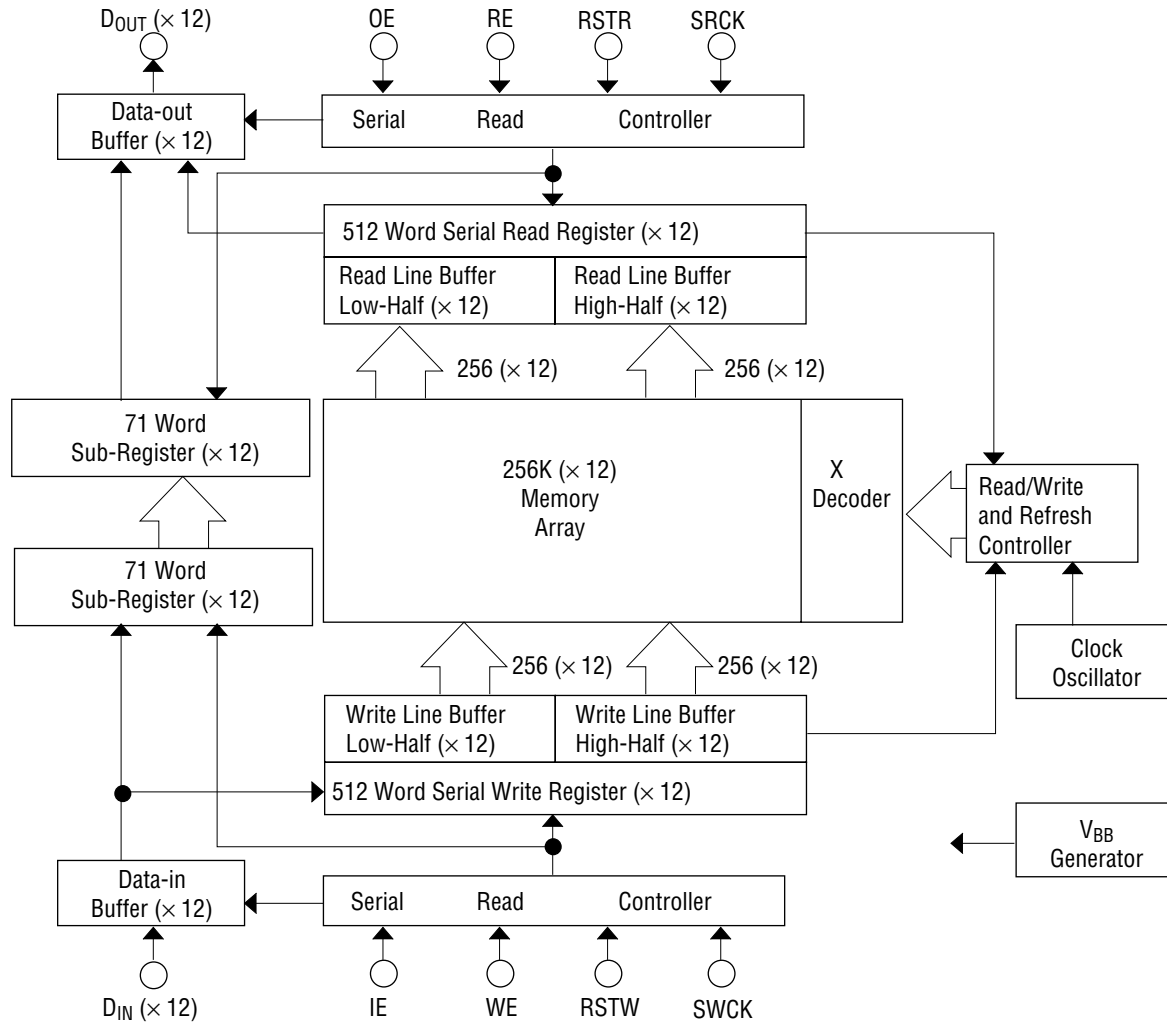 DOUT (× 12)
OE
RE
RSTR
SRCK
Data-out
Buffer (× 12)
Serial Read Controller
512 Word Serial Read Register (× 12)
Read Line Buffer
Low-Half (× 12)
Read Line Buffer
High-Half (× 12)
256 (× 12)
256 (× 12)
71 Word
Sub-Register (× 12)
256K (× 12)
Memory
Array
X
Decoder
Read/Write
and Refresh
Controller
71 Word
Sub-Register (× 12)
256 (× 12)
256 (× 12)
Clock
Oscillator
Write Line Buffer
Low-Half (× 12)
Write Line Buffer
High-Half (× 12)
512 Word Serial Write Register (× 12)
VBB
Generator
Data-in
Buffer (× 12)
Serial Read Controller
DIN (× 12)
IE
WE
RSTW
SWCK